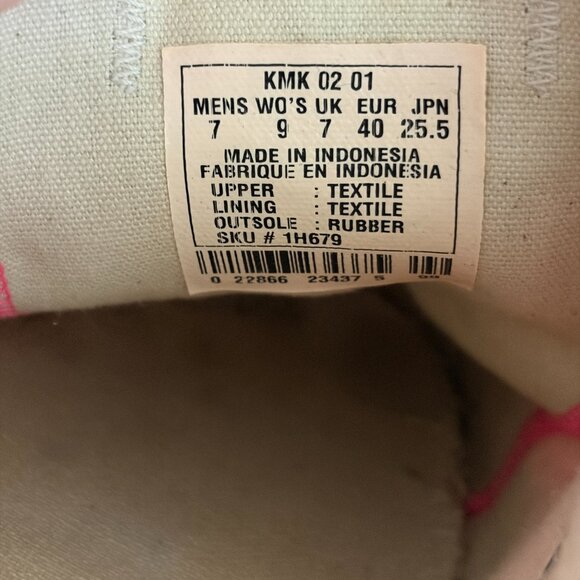 KMK 02 01
MENS WO'S UK EUR JPN
7 9 7 40 25.5
MADE IN INDONESIA
FABRIQUE EN INDONESIA
UPPER : TEXTILE
LINING : TEXTILE
OUTSOLE : RUBBER
SKU # 1H679
0 22866 23437 5